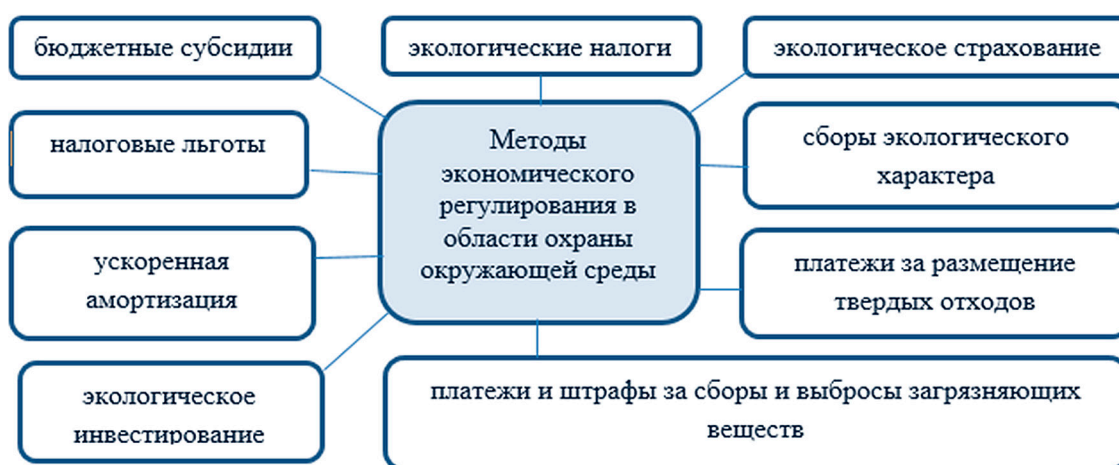 бюджетные субсидии
экологические налоги
экологическое страхование
налоговые льготы
Методы
экономического
регулирования в
области охраны
окружающей среды
сборы экологического
характера
ускоренная
амортизация
платежи за размещение
твердых отходов
экологическое
инвестирование
платежи и штрафы за сборы и выбросы загрязняющих
веществ